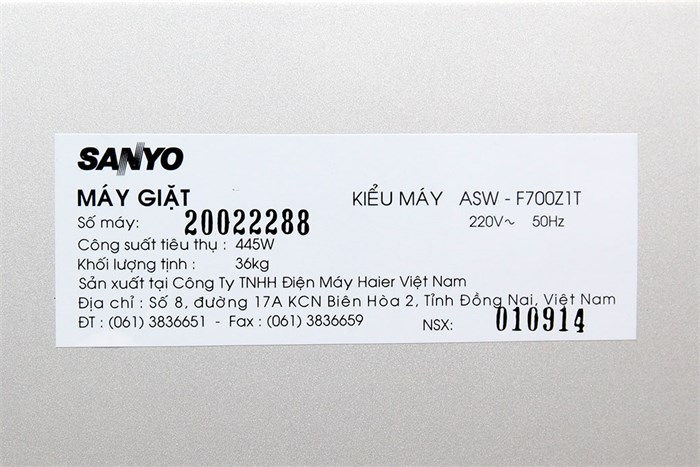 SANYO
MÁY GIẶT KIỂU MÁY ASW - F700Z1T
Số máy: 20022288 220V~ 50Hz
Công suất tiêu thụ : 445W
Khối lượng tịnh : 36kg
Sản xuất tại Công Ty TNHH Điện Máy Haier Việt Nam
Địa chỉ : Số 8, đường 17A KCN Biên Hòa 2, Tỉnh Đồng Nai, Việt Nam
ĐT : (061) 3836651 - Fax : (061) 3836659 NSX: 010914